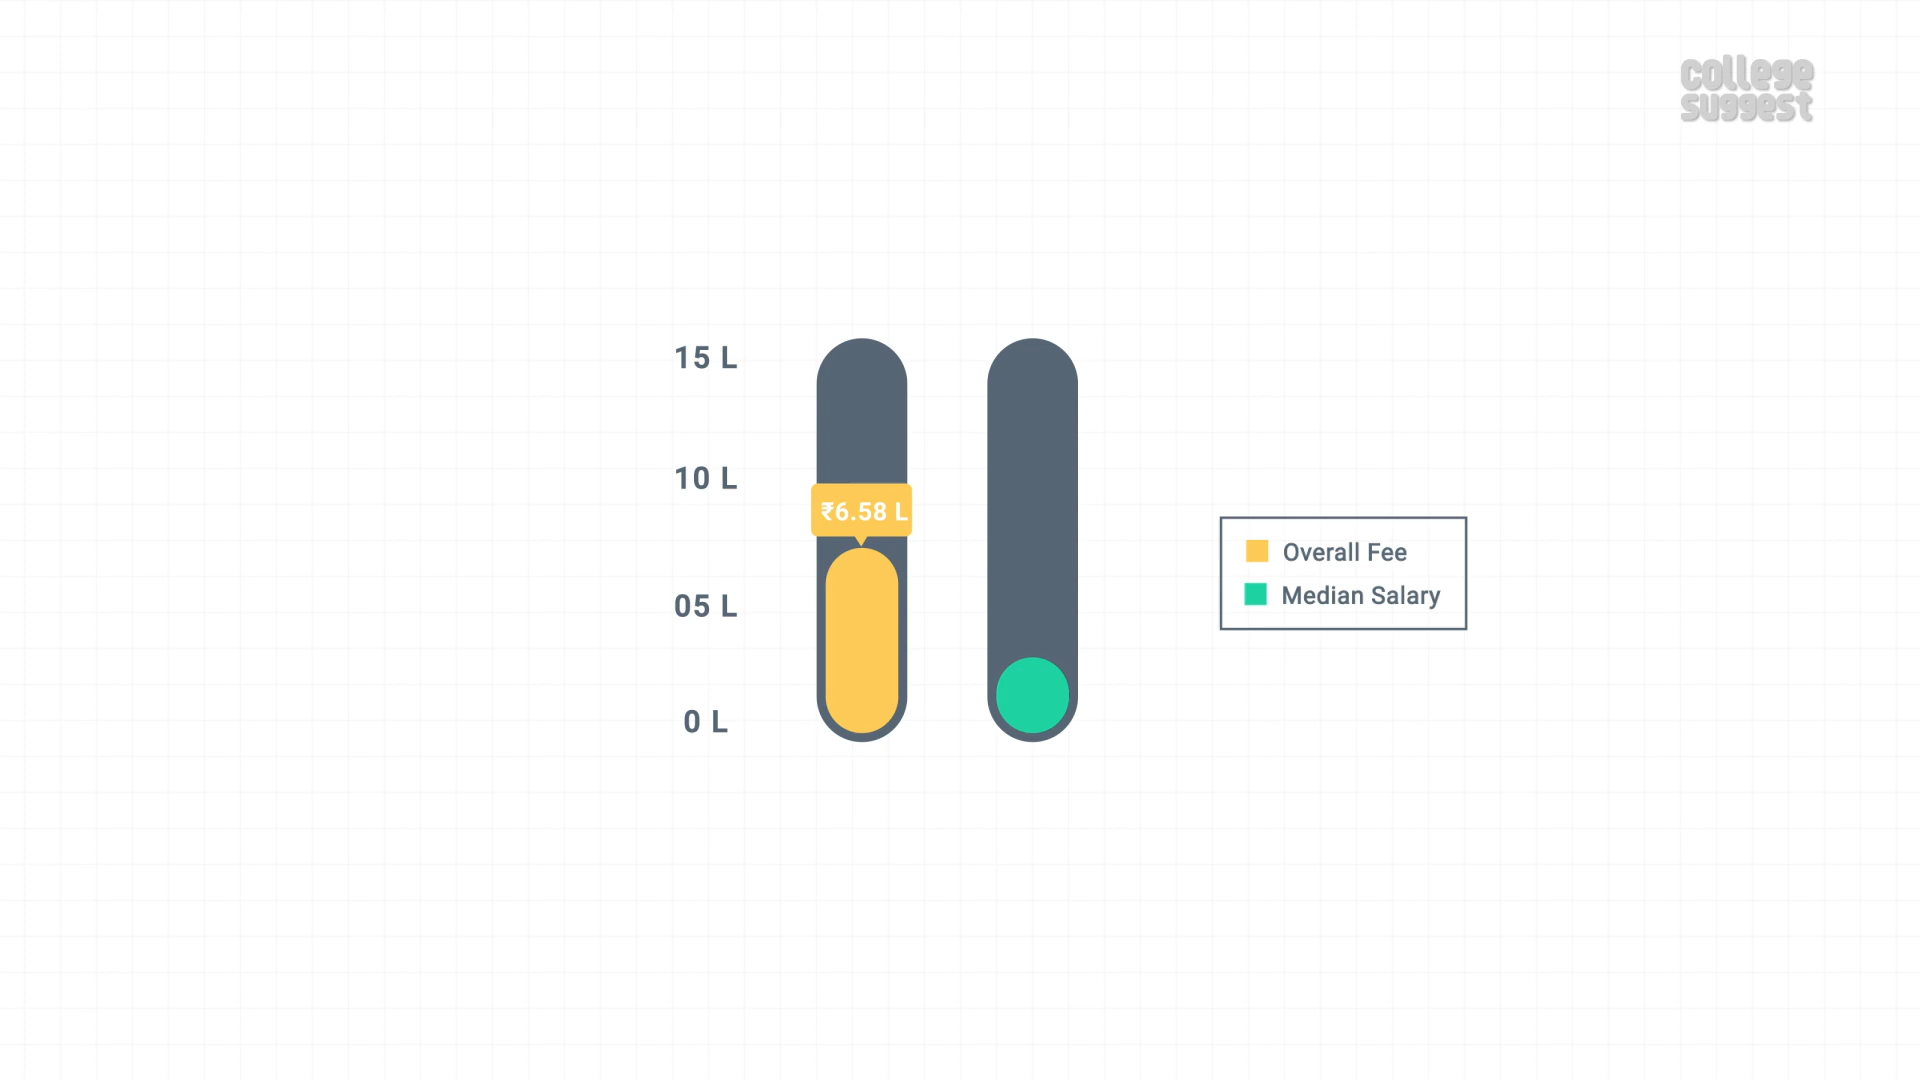 college
suggest
15 L
10 L
₹6.58 L
05 L
0 L
Overall Fee
Median Salary